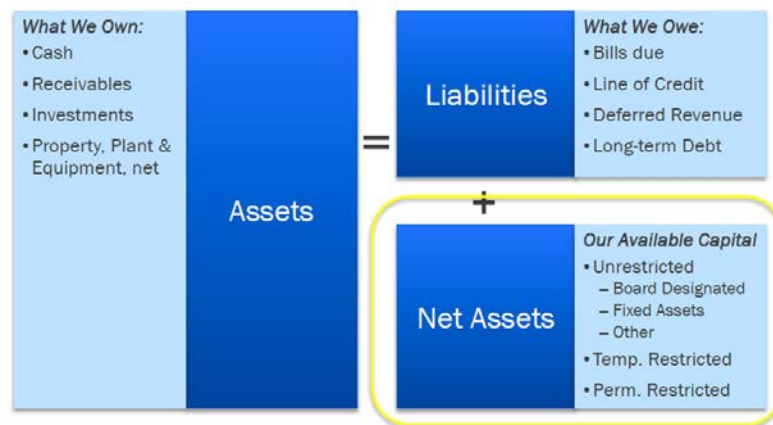 What We Own:
•Cash
•Receivables
•Investments
•Property, Plant &
Equipment, net
Assets
=
Liabilities
What We Owe:
•Bills due
•Line of Credit
•Deferred Revenue
•Long-term Debt
+
Net Assets
Our Available Capital
•Unrestricted
– Board Designated
– Fixed Assets
– Other
•Temp. Restricted
•Perm. Restricted